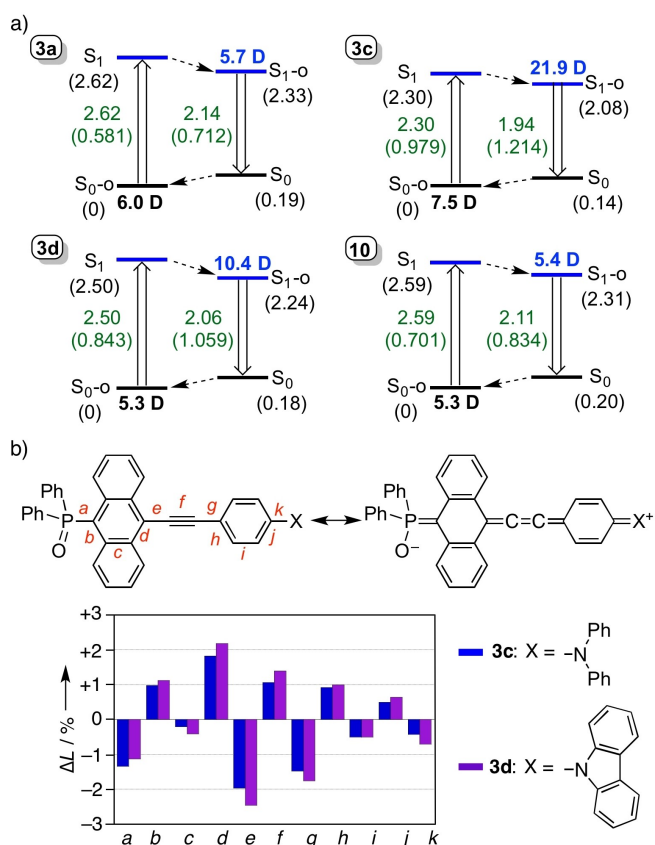 a)
3a
S₁
(2.62)
5.7 D
S₁-o
(2.33)
2.62
(0.581)
2.14
(0.712)
S₀-o
(0)
6.0 D
S₀
(0.19)
3c
S₁
(2.30)
21.9 D
S₁-o
(2.08)
2.30
(0.979)
1.94
(1.214)
S₀-o
(0)
7.5 D
S₀
(0.14)
3d
S₁
(2.50)
10.4 D
S₁-o
(2.24)
2.50
(0.843)
2.06
(1.059)
S₀-o
(0)
5.3 D
S₀
(0.18)
10
S₁
(2.59)
5.4 D
S₁-o
(2.31)
2.59
(0.701)
2.11
(0.834)
S₀-o
(0)
5.3 D
S₀
(0.20)
b)
Ph
Ph
P
O
a
b
c
d
e
f
g
h
i
j
k
X
Ph
Ph
P
O⁻
X⁺
ΔL / %
+3
+2
+1
0
−1
−2
−3
a b c d e f g h i j k
3c: X = -N
Ph
Ph
3d: X = -N